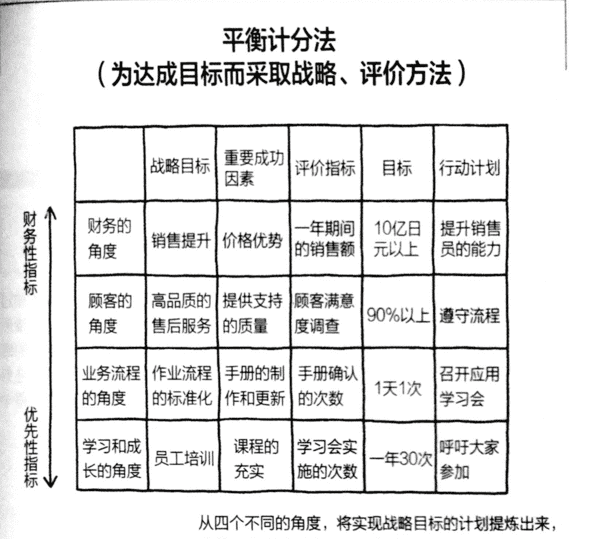 平衡计分法
（为达成目标而采取战略、评价方法）
战略目标
重要成功
因素
评价指标
目标
行动计划
财务性指标
优先性指标
财务的
角度
销售提升
价格优势
一年期间
的销售额
10亿日
元以上
提升销售
员的能力
顾客的
角度
高品质的
售后服务
提供支持
的质量
顾客满意
度调查
90%以上
遵守流程
业务流程
的角度
作业流程
的标准化
手册的制
作和更新
手册确认
的次数
1天1次
召开应用
学习会
学习和成
长的角度
员工培训
课程的
充实
学习会实
施的次数
一年30次
呼吁大家
参加
从四个不同的角度，将实现战略目标的计划提炼出来，